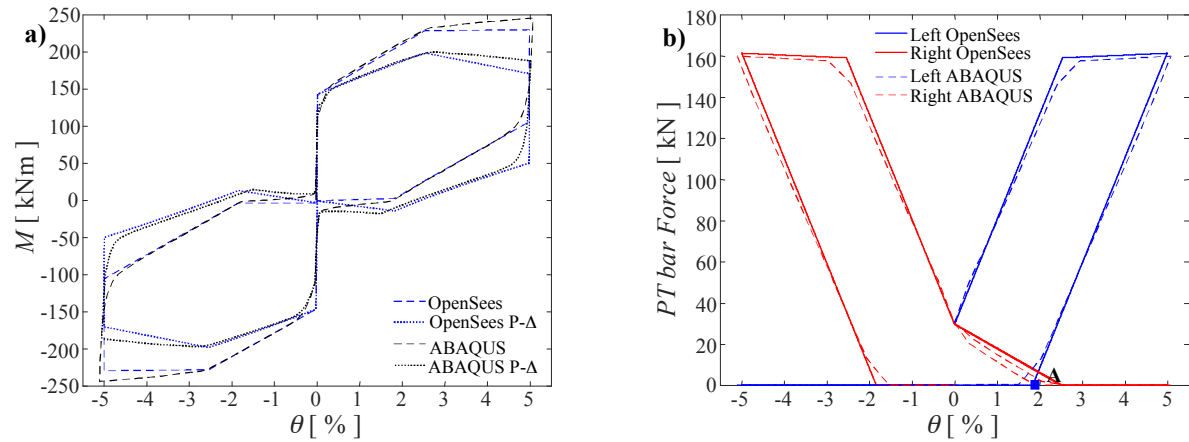 a)
250
200
150
100
50
0
-50
-100
-150
-200
-250
M [ kNm ]
-5 -4 -3 -2 -1 0 1 2 3 4 5
θ [ % ]
OpenSees
OpenSees P-Δ
ABAQUS
ABAQUS P-Δ
b)
180
160
140
120
100
80
60
40
20
0
PT bar Force [ kN ]
-5 -4 -3 -2 -1 0 1 2 3 4 5
θ [ % ]
Left OpenSees
Right OpenSees
Left ABAQUS
Right ABAQUS
A